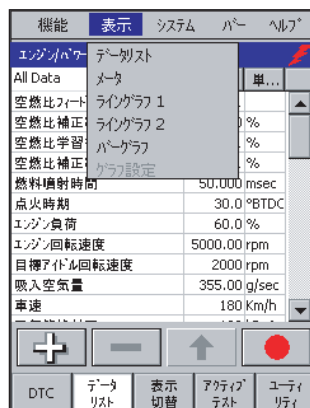 機能 表示 システム バー ヘルプ
エンジン/パワー
データリスト
メータ
ライングラフ 1
ライングラフ 2
バーグラフ
グラフ設定
All Data 単...
空燃比フィード
空燃比補正 %
空燃比学習 %
空燃比補正 %
燃料噴射時間 50.000 msec
点火時期 30.0 °BTDC
エンジン負荷 60.0 %
エンジン回転速度 5000.00 rpm
目標アイドル回転速度 2000 rpm
吸入空気量 355.00 g/sec
車速 180 Km/h
DTC データリスト 表示切替 アクティブテスト ユーティリティ